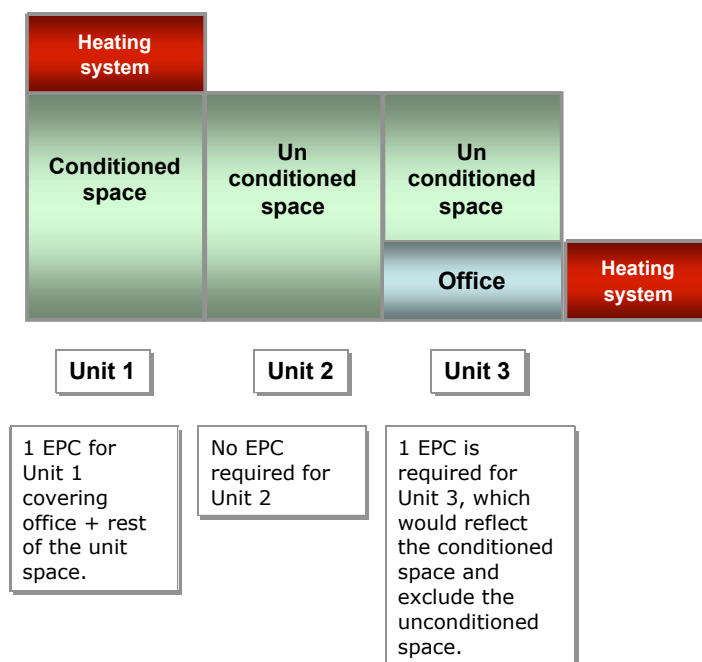 Heating
system
Conditioned
space
Un
conditioned
space
Un
conditioned
space
Office
Heating
system
Unit 1
Unit 2
Unit 3
1 EPC for
Unit 1
covering
office + rest
of the unit
space.
No EPC
required for
Unit 2
1 EPC is
required for
Unit 3, which
would reflect
the conditioned
space and
exclude the
unconditioned
space.